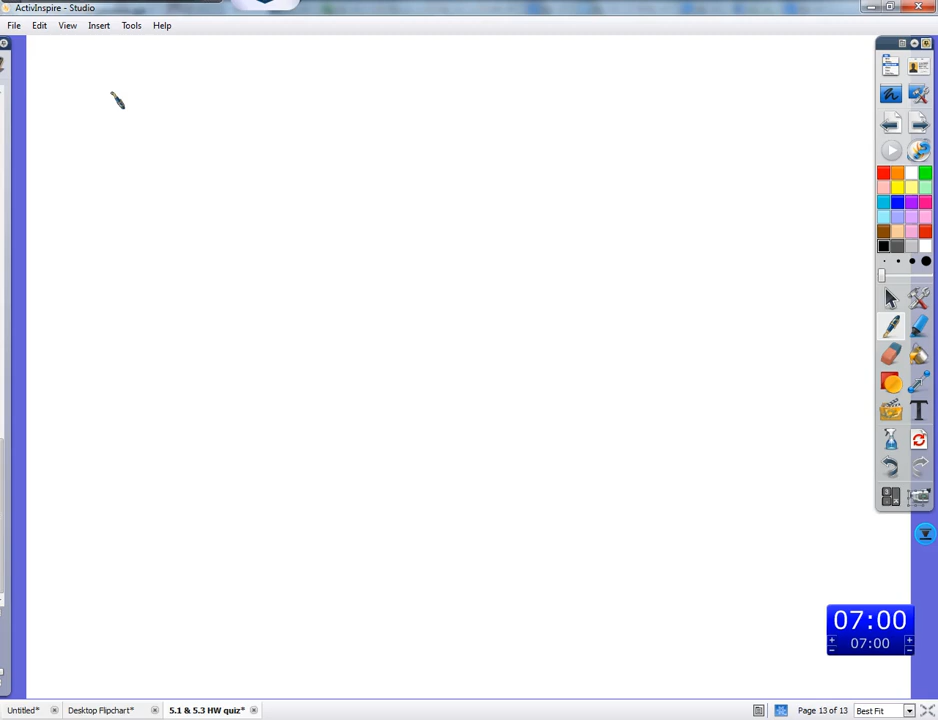 ActivInspire - Studio
File Edit View Insert Tools Help
T
07:00
07:00
Untitled* Desktop Flipchart* 5.1 & 5.3 HW quiz* Page 13 of 13 Best Fit